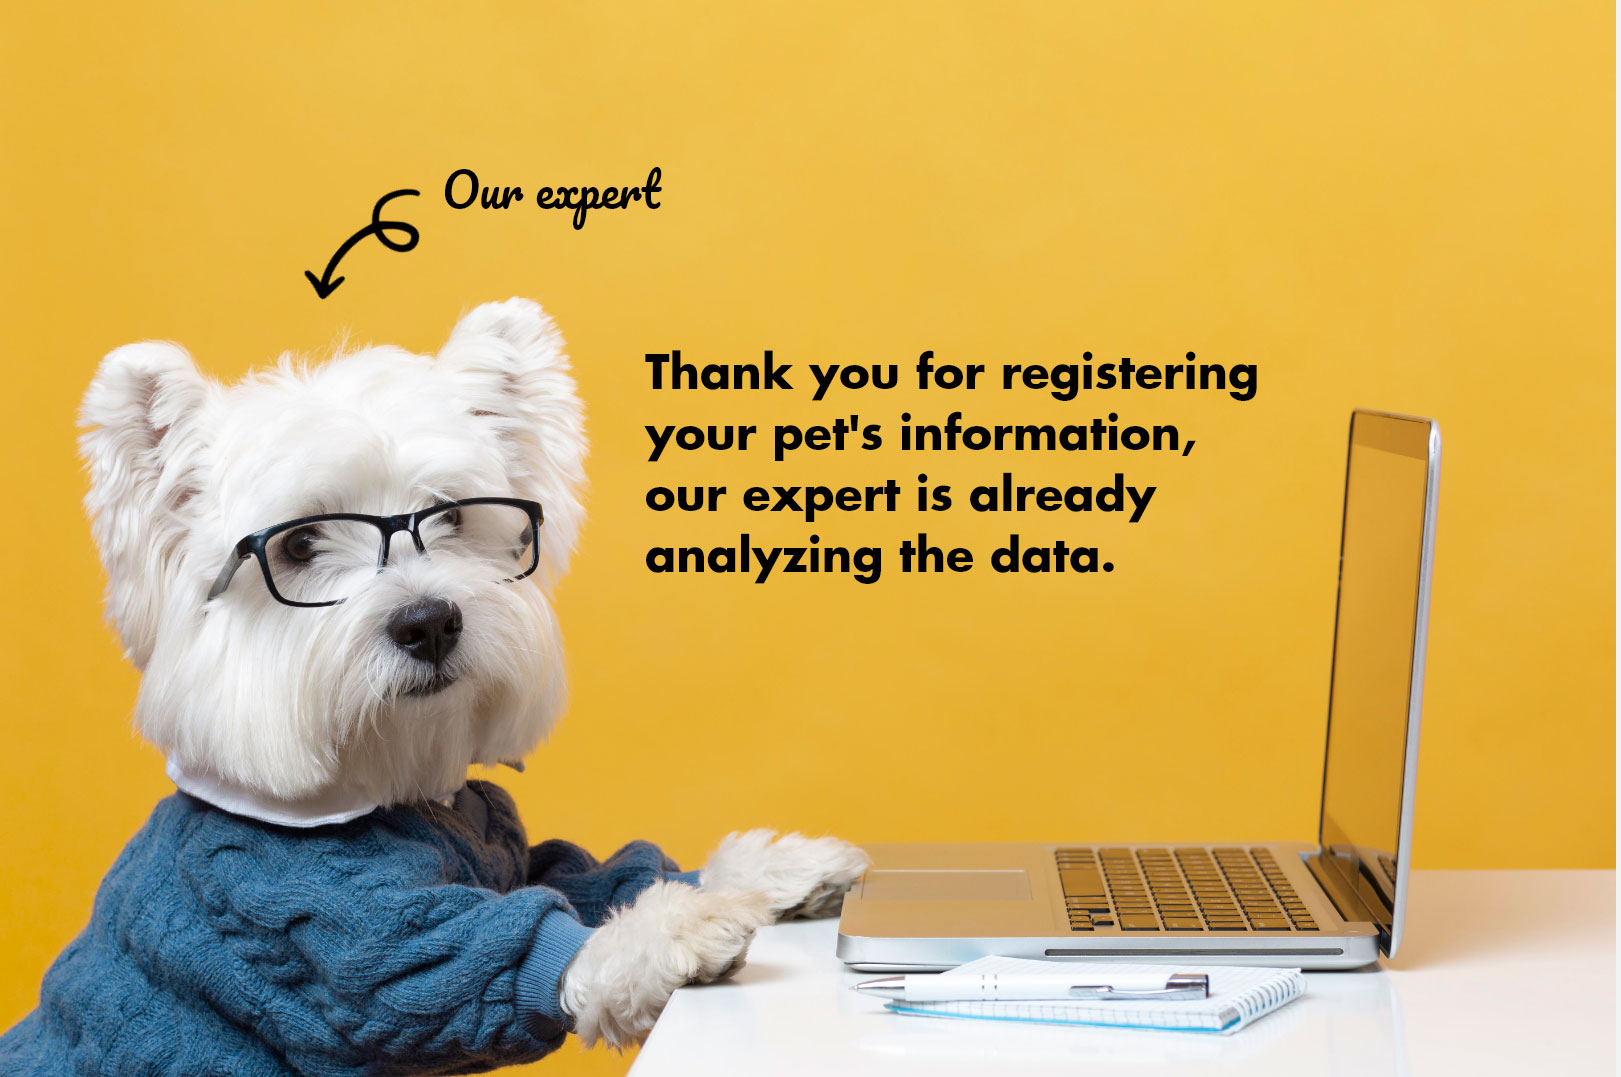 Our expert
Thank you for registering
your pet's information,
our expert is already
analyzing the data.